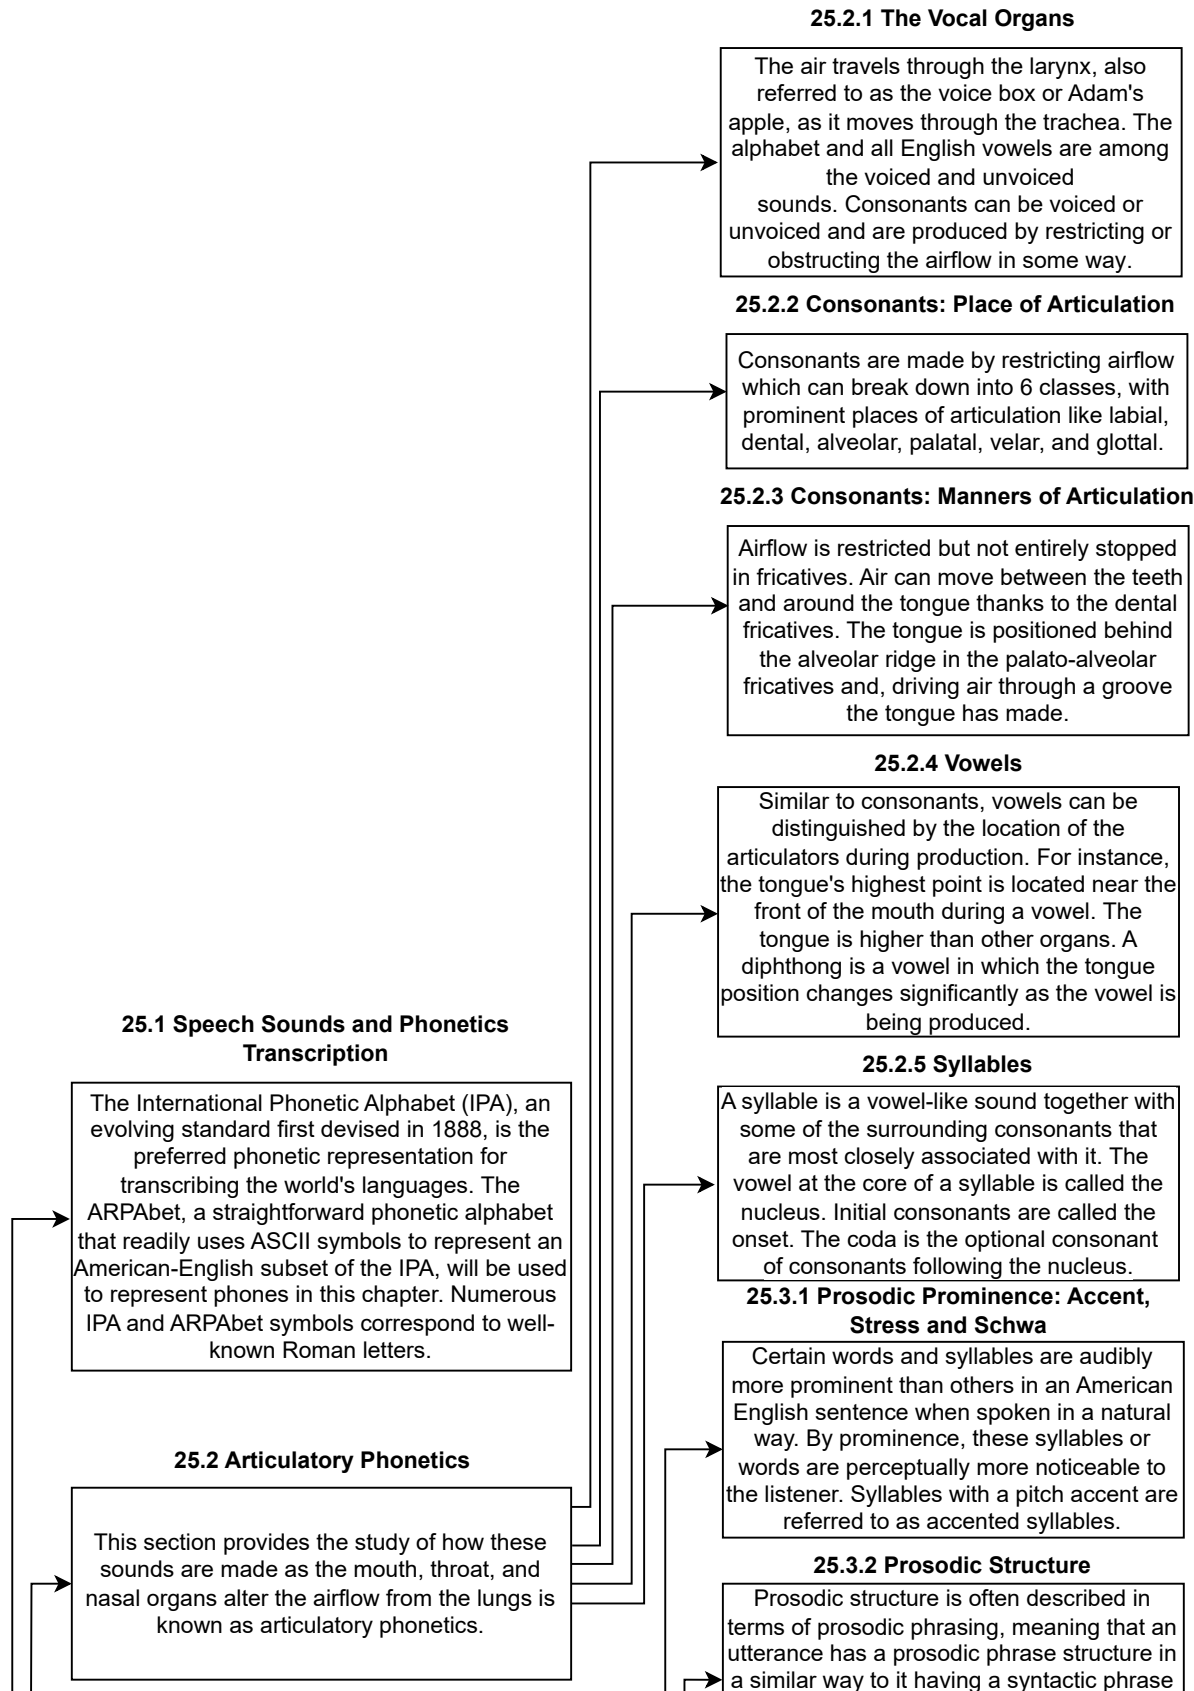 25.2.1 The Vocal Organs
The air travels through the larynx, also
referred to as the voice box or Adam's
apple, as it moves through the trachea. The
alphabet and all English vowels are among
the voiced and unvoiced
sounds. Consonants can be voiced or
unvoiced and are produced by restricting or
obstructing the airflow in some way.
25.2.2 Consonants: Place of Articulation
Consonants are made by restricting airflow
which can break down into 6 classes, with
prominent places of articulation like labial,
dental, alveolar, palatal, velar, and glottal.
25.2.3 Consonants: Manners of Articulation
Airflow is restricted but not entirely stopped
in fricatives. Air can move between the teeth
and around the tongue thanks to the dental
fricatives. The tongue is positioned behind
the alveolar ridge in the palato-alveolar
fricatives and, driving air through a groove
the tongue has made.
25.2.4 Vowels
Similar to consonants, vowels can be
distinguished by the location of the
articulators during production. For instance,
the tongue's highest point is located near the
front of the mouth during a vowel. The
tongue is higher than other organs. A
diphthong is a vowel in which the tongue
position changes significantly as the vowel is
being produced.
25.1 Speech Sounds and Phonetics
Transcription
The International Phonetic Alphabet (IPA), an
evolving standard first devised in 1888, is the
preferred phonetic representation for
transcribing the world's languages. The
ARPAbet, a straightforward phonetic alphabet
that readily uses ASCII symbols to represent an
American-English subset of the IPA, will be used
to represent phones in this chapter. Numerous
IPA and ARPAbet symbols correspond to well-
known Roman letters.
25.2.5 Syllables
A syllable is a vowel-like sound together with
some of the surrounding consonants that
are most closely associated with it. The
vowel at the core of a syllable is called the
nucleus. Initial consonants are called the
onset. The coda is the optional consonant
of consonants following the nucleus.
25.3.1 Prosodic Prominence: Accent,
Stress and Schwa
Certain words and syllables are audibly
more prominent than others in an American
English sentence when spoken in a natural
way. By prominence, these syllables or
words are perceptually more noticeable to
the listener. Syllables with a pitch accent are
referred to as accented syllables.
25.2 Articulatory Phonetics
This section provides the study of how these
sounds are made as the mouth, throat, and
nasal organs alter the airflow from the lungs is
known as articulatory phonetics.
25.3.2 Prosodic Structure
Prosodic structure is often described in
terms of prosodic phrasing, meaning that an
utterance has a prosodic phrase structure in
a similar way to it having a syntactic phrase